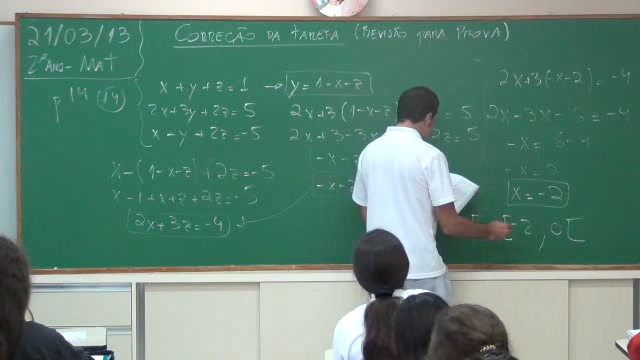 21/03/13
2º ANO - MAT
p 14 (14)
CORREÇÃO DA TAREFA (REVISÃO PARA PROVA)
x + y + z = 1 → y = 1 - x - z
2x + 3y + 2z = 5
x - y + 2z = -5
x - (1 - x - z) + 2z = -5
x - 1 + x + z + 2z = -5
2x + 3z = -4
2x + 3 (1 - x - z) = 5
2x + 3 - 3x 2z = 5
- x -
- x
2x + 3(-x - 2) = -4
2x - 3x - 6 = -4
- x = 6 - 4
x = -2
[-2, 0[